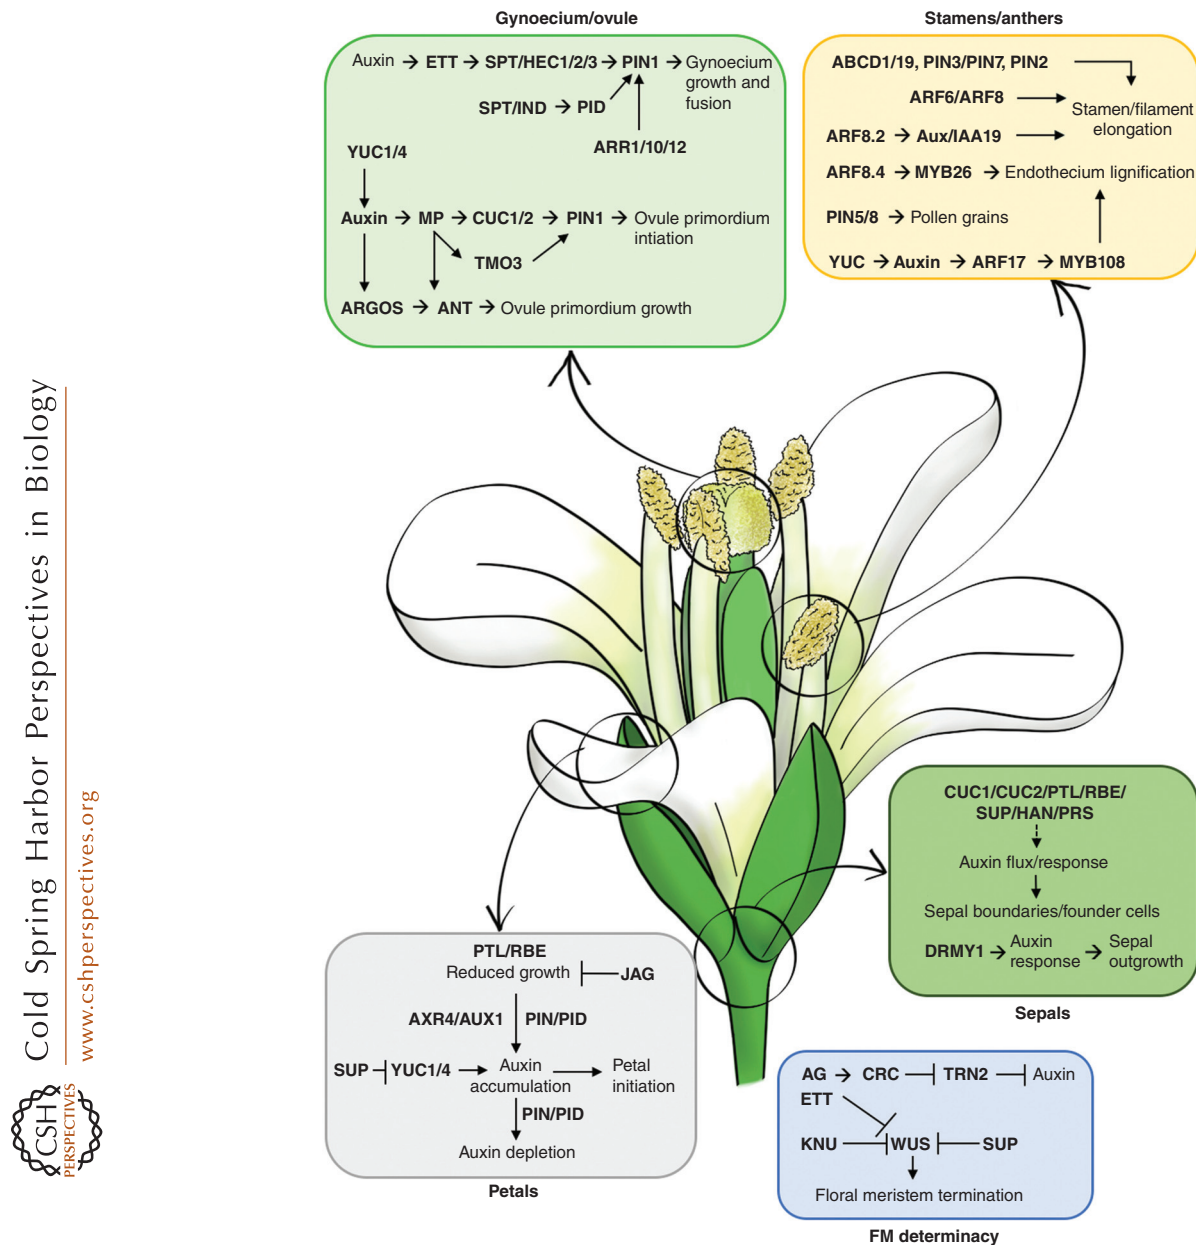 Gynoecium/ovule
Auxin → ETT → SPT/HEC1/2/3 → PIN1 → Gynoecium
growth and
fusion
SPT/IND → PID
ARR1/10/12
YUC1/4
Auxin → MP → CUC1/2 → PIN1 → Ovule primordium
intiation
TMO3
ARGOS → ANT → Ovule primordium growth
Stamens/anthers
ABCD1/19, PIN3/PIN7, PIN2
ARF6/ARF8
Stamen/filament
elongation
ARF8.2 → Aux/IAA19
ARF8.4 → MYB26 → Endothecium lignification
PIN5/8 → Pollen grains
YUC → Auxin → ARF17 → MYB108
CUC1/CUC2/PTL/RBE/
SUP/HAN/PRS
Auxin flux/response
Sepal boundaries/founder cells
DRMY1 → Auxin
response → Sepal
outgrowth
Sepals
PTL/RBE
Reduced growth
JAG
AXR4/AUX1
PIN/PID
SUP
YUC1/4
Auxin
accumulation
Petal
initiation
PIN/PID
Auxin depletion
Petals
AG → CRC
TRN2
Auxin
ETT
KNU
WUS
SUP
Floral meristem termination
FM determinacy
Cold Spring Harbor Perspectives in Biology
www.cshperspectives.org
CSH
PERSPECTIVES